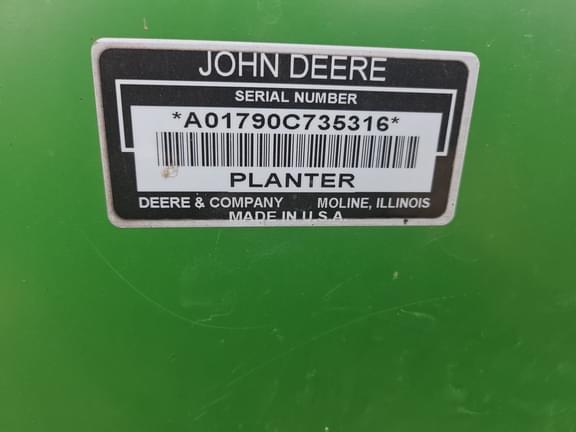 JOHN DEERE
SERIAL NUMBER
*A01790C735316*
PLANTER
DEERE & COMPANY MOLINE, ILLINOIS
MADE IN U.S.A.